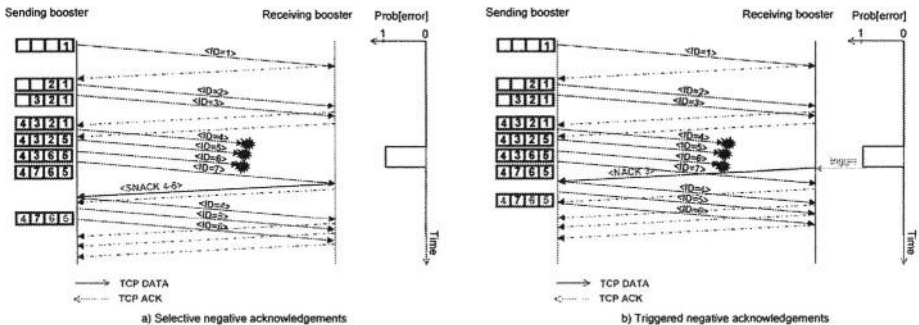 Sending booster
Receiving booster
Prob[error]
1 0
1
<ID=1>
2 1
<ID=2>
3 2 1
<ID=3>
4 3 2 1
<ID=4>
4 3 2 5
<ID=5>
4 3 6 5
<ID=6>
4 7 6 5
<ID=7>
<SNACK 4-6>
<ID=4>
4 7 6 5
<ID=5>
<ID=6>
Time
TCP DATA
TCP ACK
a) Selective negative acknowledgements
Sending booster
Receiving booster
Prob[error]
1 0
1
<ID=1>
2 1
<ID=2>
3 2 1
<ID=3>
4 3 2 1
<ID=4>
4 3 2 5
<ID=5>
4 3 6 5
<ID=6>
trigger
4 7 6 5
<ID=7>
<NACK 3>
<ID=4>
4 7 6 5
<ID=5>
<ID=6>
Time
TCP DATA
TCP ACK
b) Triggered negative acknowledgements